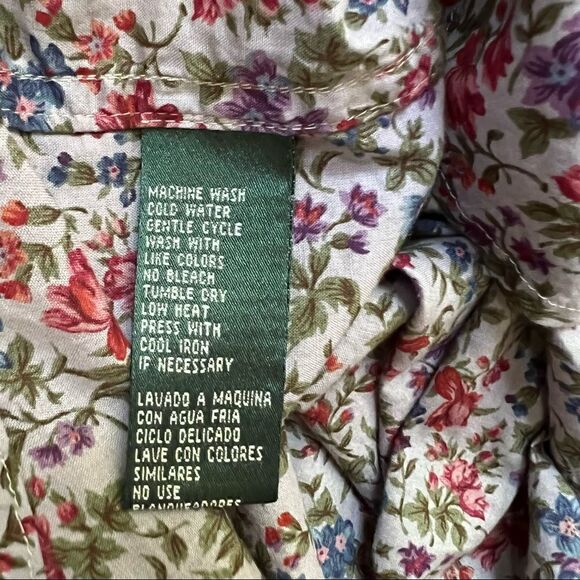 MACHINE WASH
COLD WATER
GENTLE CYCLE
WASH WITH
LIKE COLORS
NO BLEACH
TUMBLE DRY
LOW HEAT
PRESS WITH
COOL IRON
IF NECESSARY
LAVADO A MAQUINA
CON AGUA FRIA
CICLO DELICADO
LAVE CON COLORES
SIMILARES
NO USE
BLANQUEADORES